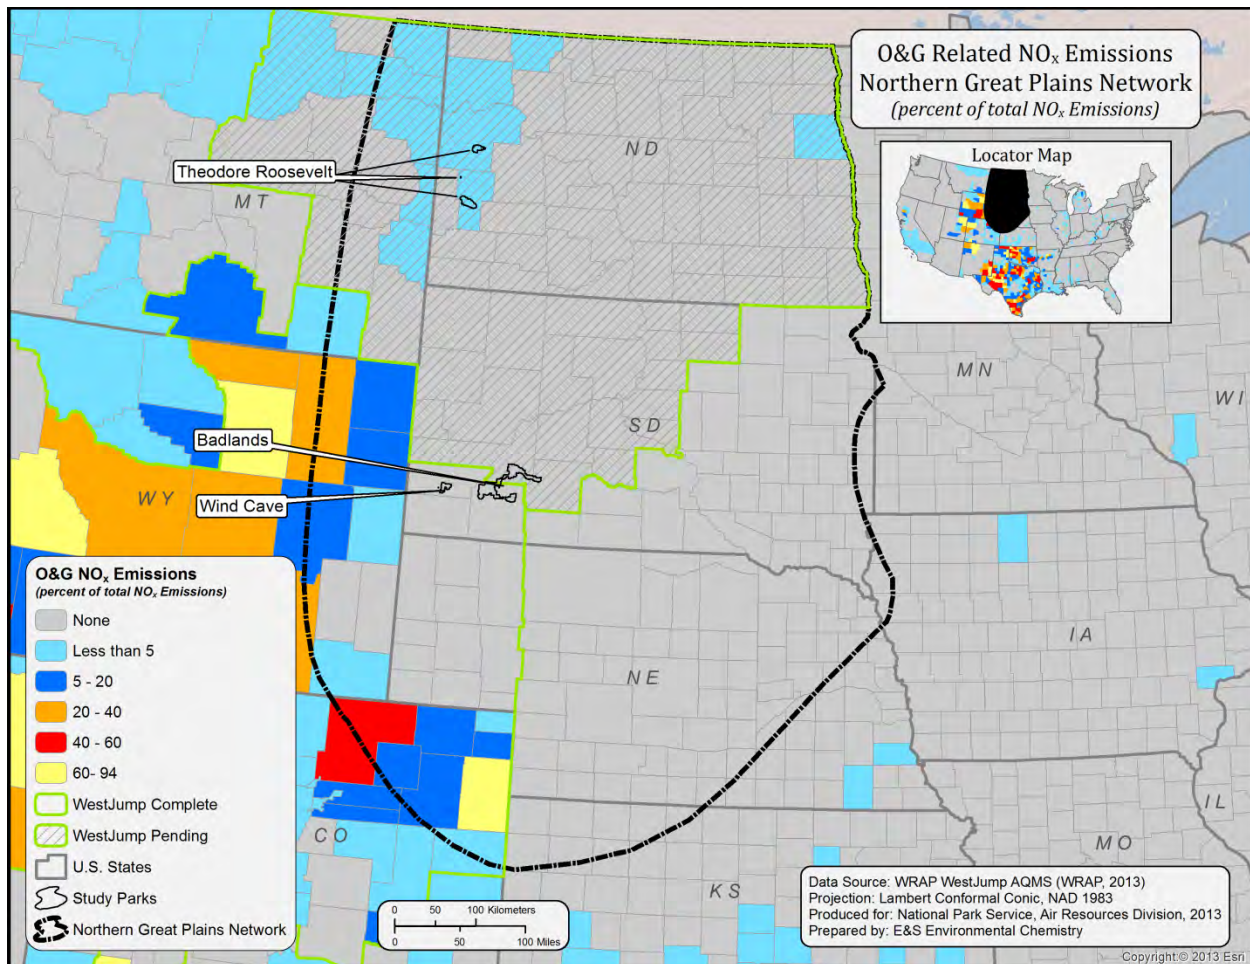 O&G Related NOx Emissions
Northern Great Plains Network
(percent of total NOx Emissions)
Locator Map
ND
Theodore Roosevelt
MT
MN
WI
SD
Badlands
WY
Wind Cave
IA
NE
CO
IL
MO
KS
O&G NOx Emissions
(percent of total NOx Emissions)
None
Less than 5
5 - 20
20 - 40
40 - 60
60- 94
WestJump Complete
WestJump Pending
U.S. States
Study Parks
Northern Great Plains Network
0 50 100 Kilometers
0 50 100 Miles
Data Source: WRAP WestJump AQMS (WRAP, 2013)
Projection: Lambert Conformal Conic, NAD 1983
Produced for: National Park Service, Air Resources Division, 2013
Prepared by: E&S Environmental Chemistry
Copyright:© 2013 Esri